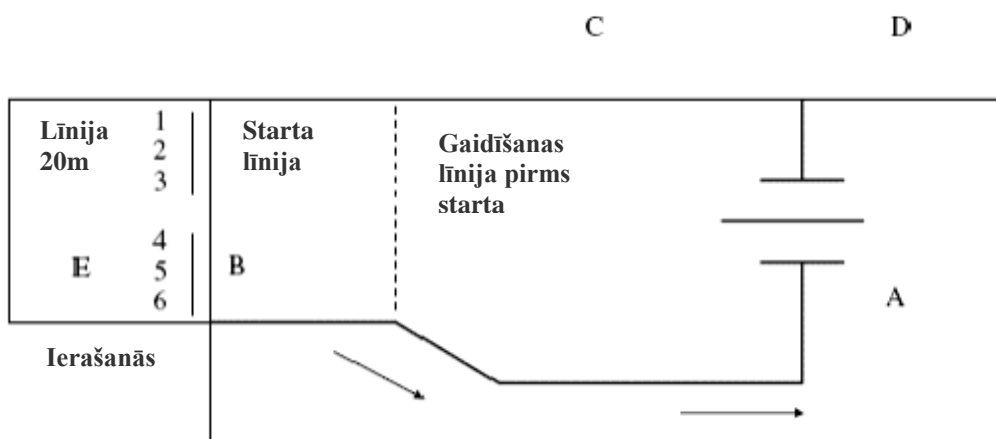 C
D
Līnija
20m
1
2
3
Starta
līnija
Gaidīšanas
līnija pirms
starta
E
4
5
6
B
A
Ierašanās